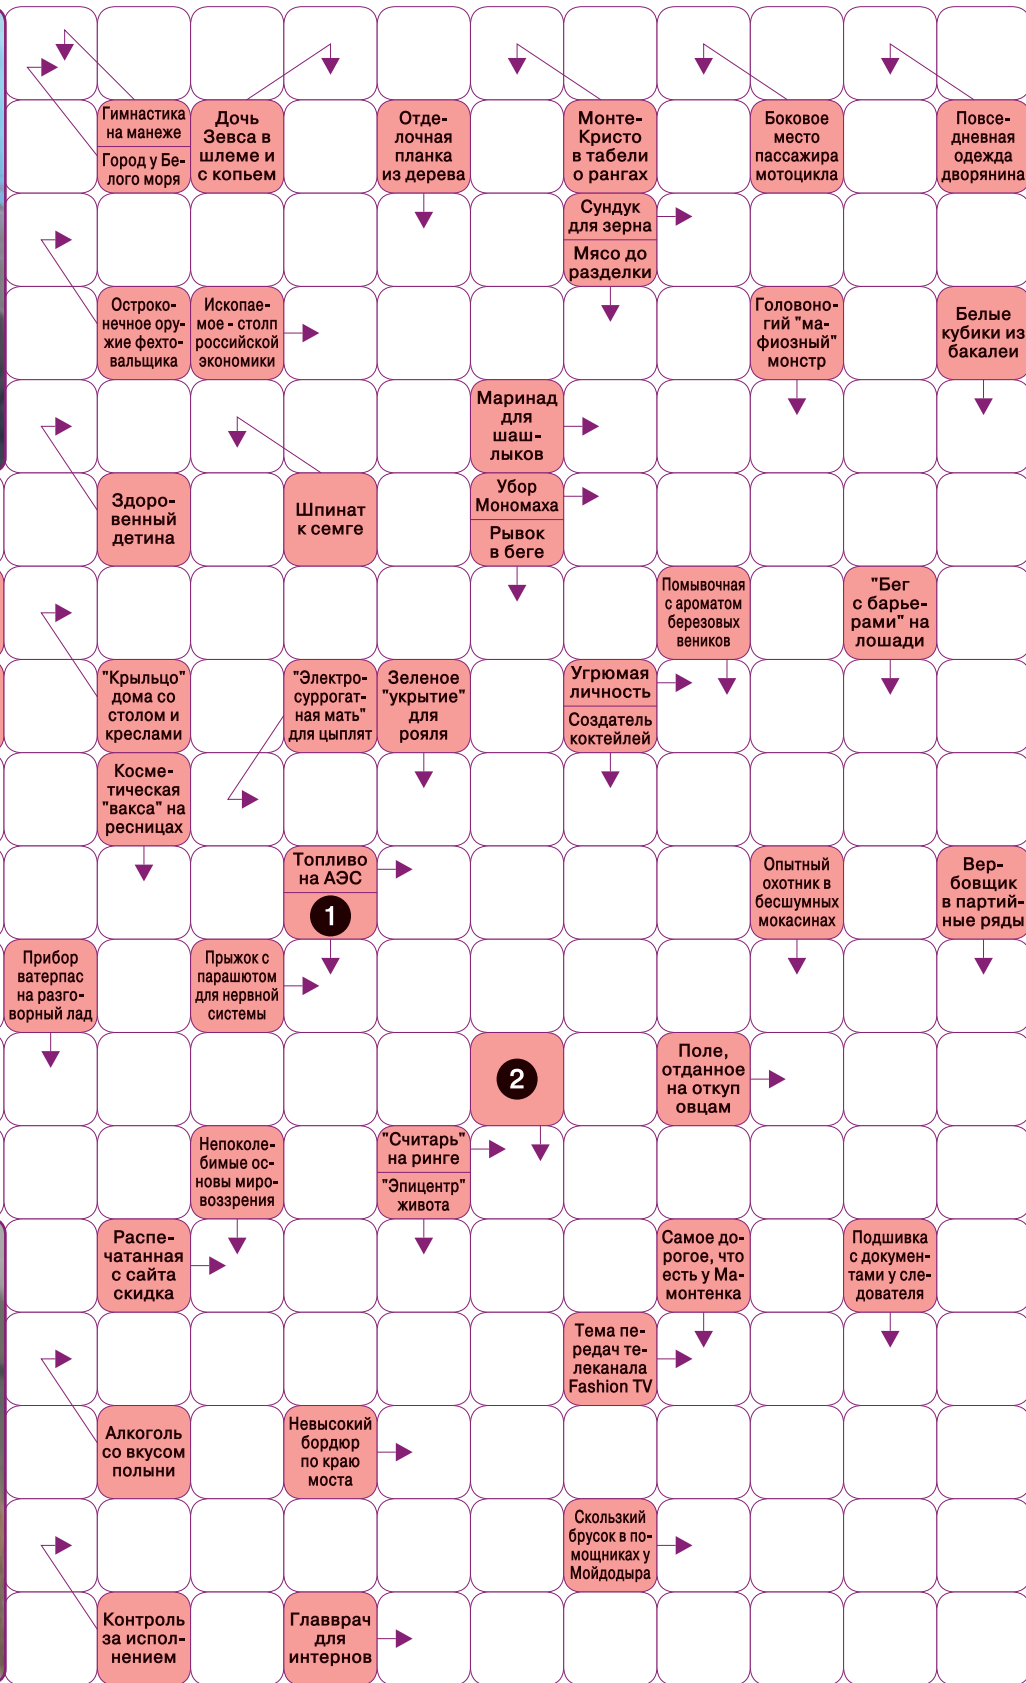 Гимнастика
на манеже
Город у Бе-
лого моря
Дочь
Зевса в
шлеме и
с копьем
Отде-
лочная
планка
из дерева
Монте-
Кристо
в табели
о рангах
Боковое
место
пассажира
мотоцикла
Повсе-
дневная
одежда
дворянина
Сундук
для зерна
Мясо до
разделки
Остроко-
нечное ору-
жие фехто-
вальщика
Ископае-
мое - столп
российской
экономики
Головоно-
гий "ма-
фиозный"
монстр
Белые
кубики из
бакалеи
Маринад
для
шаш-
лыков
Здоро-
венный
детина
Шпинат
к семге
Убор
Мономаха
Рывок
в беге
Помывочная
с ароматом
березовых
веников
"Бег
с барье-
рами" на
лошади
"Крыльцо"
дома со
столом и
креслами
"Электро-
суррогат-
ная мать"
для цыплят
Зеленое
"укрытие"
для
рояля
Угрюмая
личность
Создатель
коктейлей
Косме-
тическая
"вакса" на
ресницах
Топливо
на АЭС
1
Опытный
охотник в
бесшумных
мокасинах
Вер-
бовщик
в партий-
ные ряды
Прибор
ватерпас
на разго-
ворный лад
Прыжок с
парашютом
для нервной
системы
2
Поле,
отданное
на откуп
овцам
Непоколе-
бимые ос-
новы миро-
воззрения
"Считарь"
на ринге
"Эпицентр"
живота
Распе-
чатанная
с сайта
скидка
Самое до-
рогое, что
есть у Ма-
монтенка
Подшивка
с докумен-
тами у сле-
дователя
Тема пе-
редач те-
леканала
Fashion TV
Алкоголь
со вкусом
полыни
Невысокий
бордюр
по краю
моста
Скользкий
брусок в по-
мощниках у
Мойдодыра
Контроль
за испол-
нением
Главврач
для
интернов